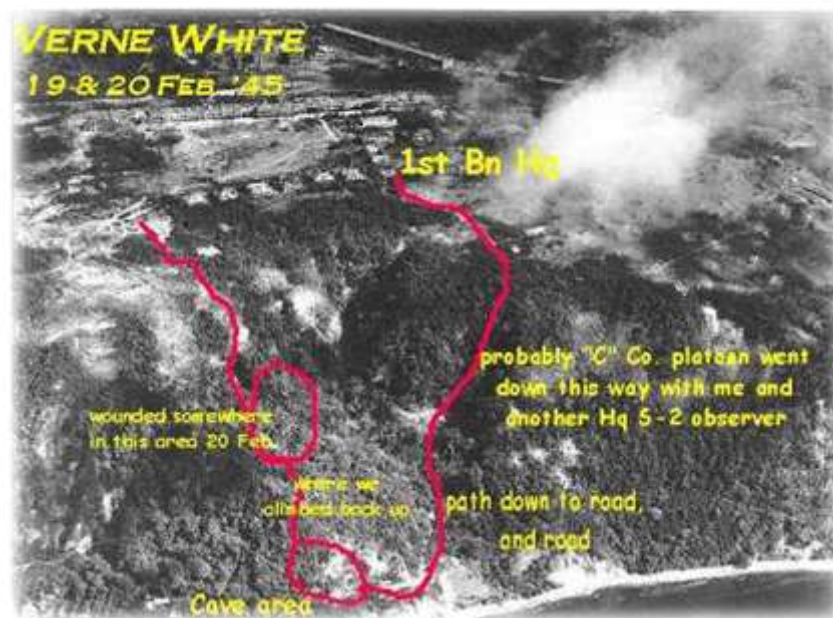 VERNE WHITE
19 & 20 FEB. '45
1st Bn Hq
probably "C" Co. platoon went
down this way with me and
another Hq S-2 observer
wounded somewhere
in this area 20 Feb.
where we
climbed back up
path down to road,
and road
Cave area